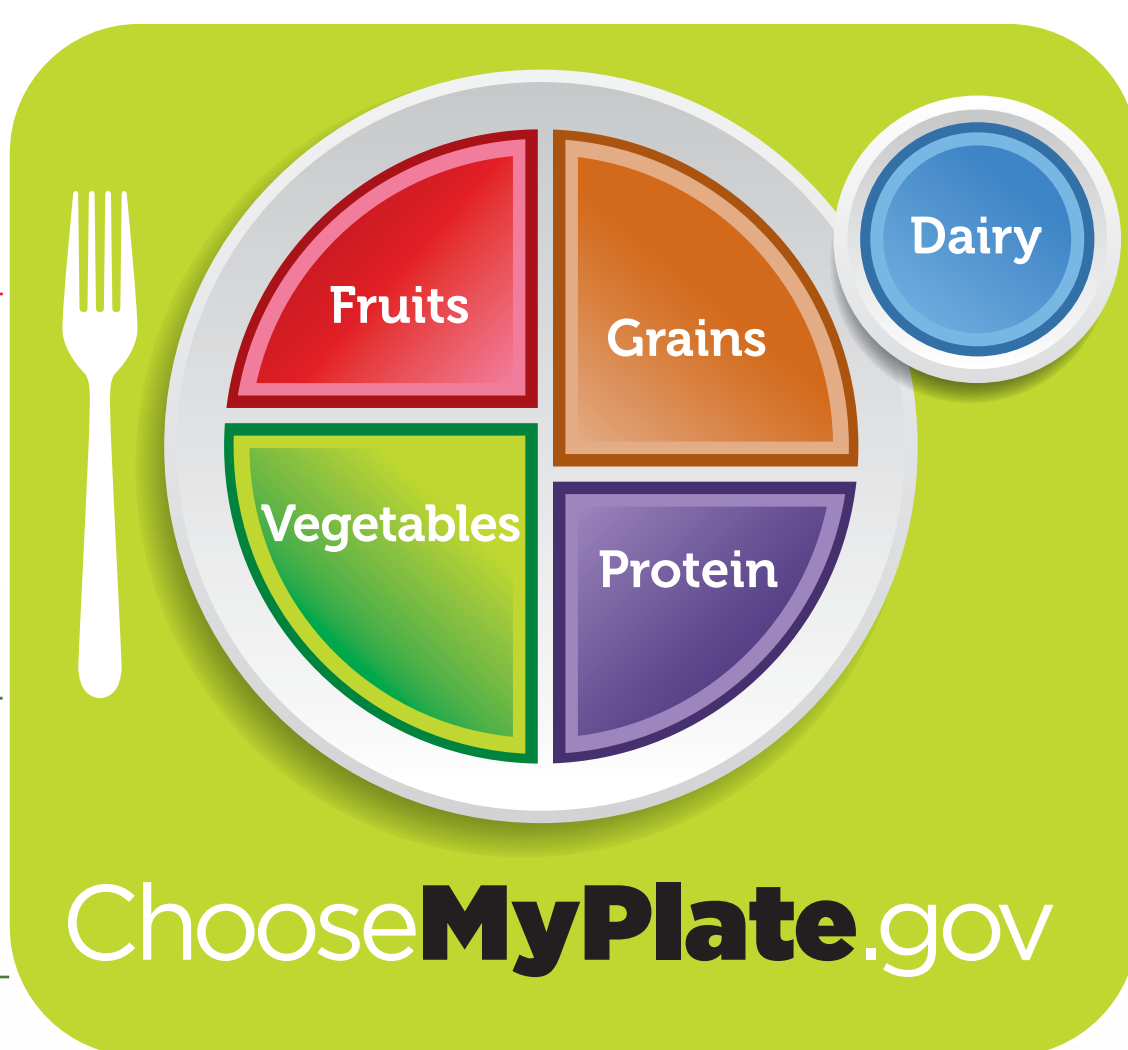 Fruits
Grains
Dairy
Vegetables
Protein
ChooseMyPlate.gov